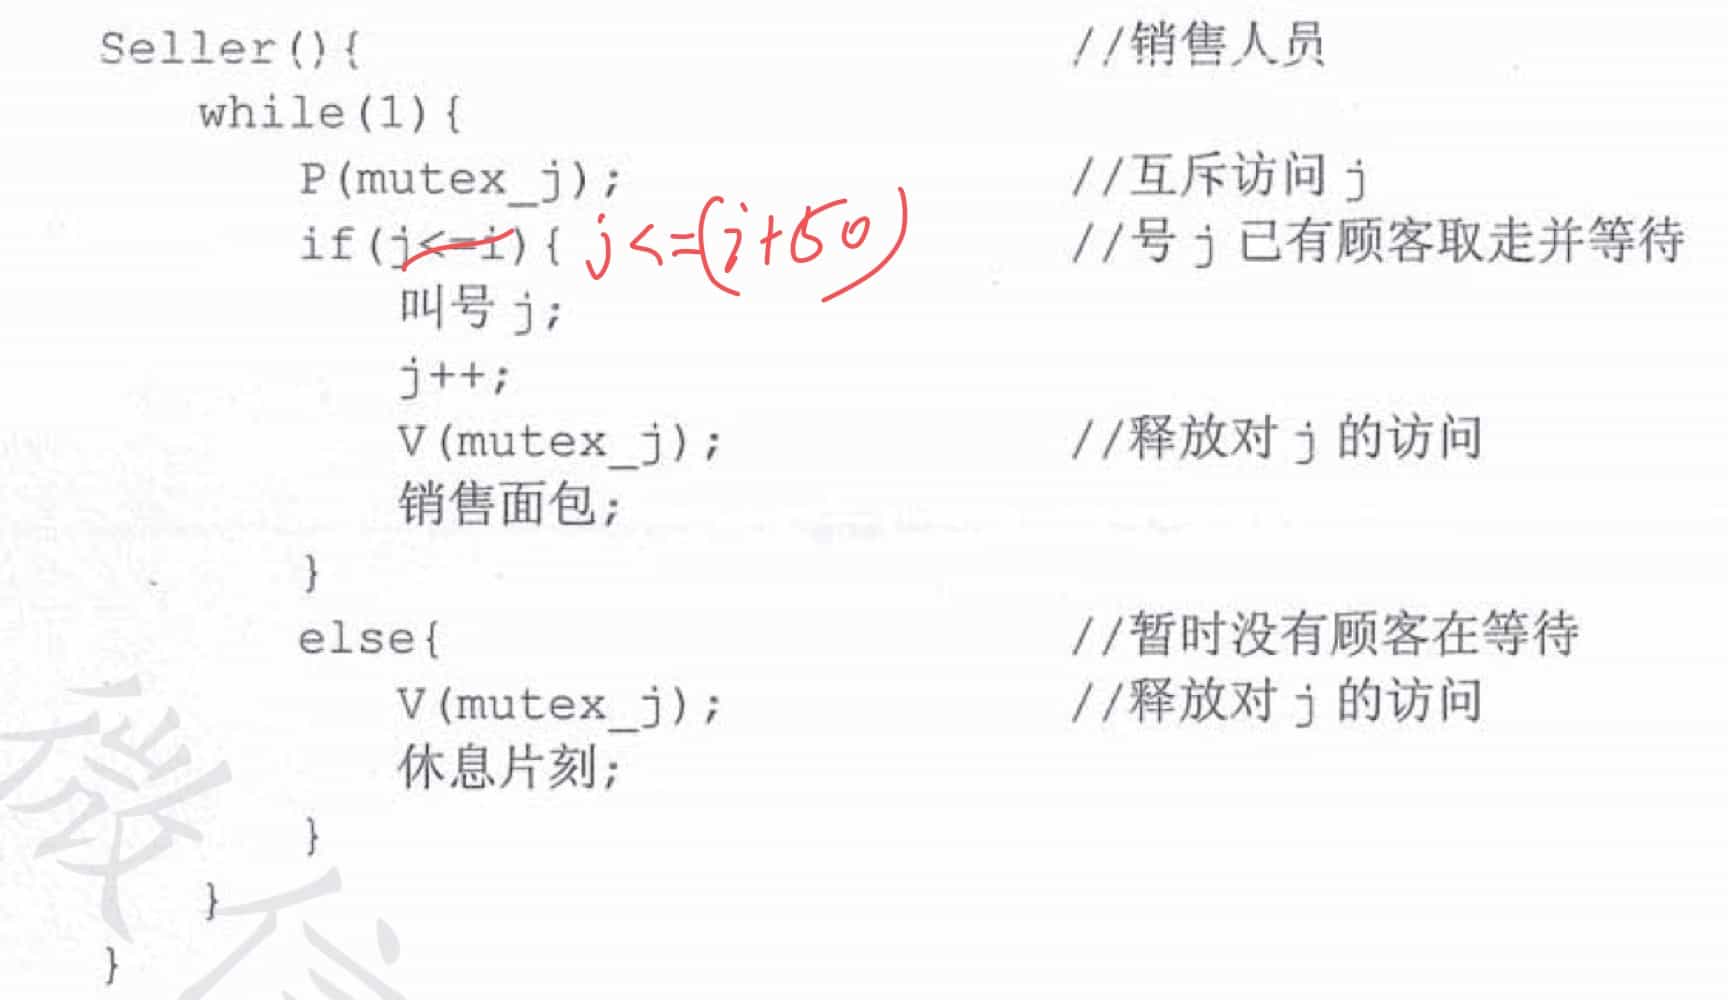 Seller(){ //销售人员
while(1){
P(mutex_j); //互斥访问 j
if(j<=i){ j<=(i+50) //号 j 已有顾客取走并等待
叫号 j;
j++;
V(mutex_j); //释放对 j 的访问
销售面包;
}
else{ //暂时没有顾客在等待
V(mutex_j); //释放对 j 的访问
休息片刻;
}
}
}